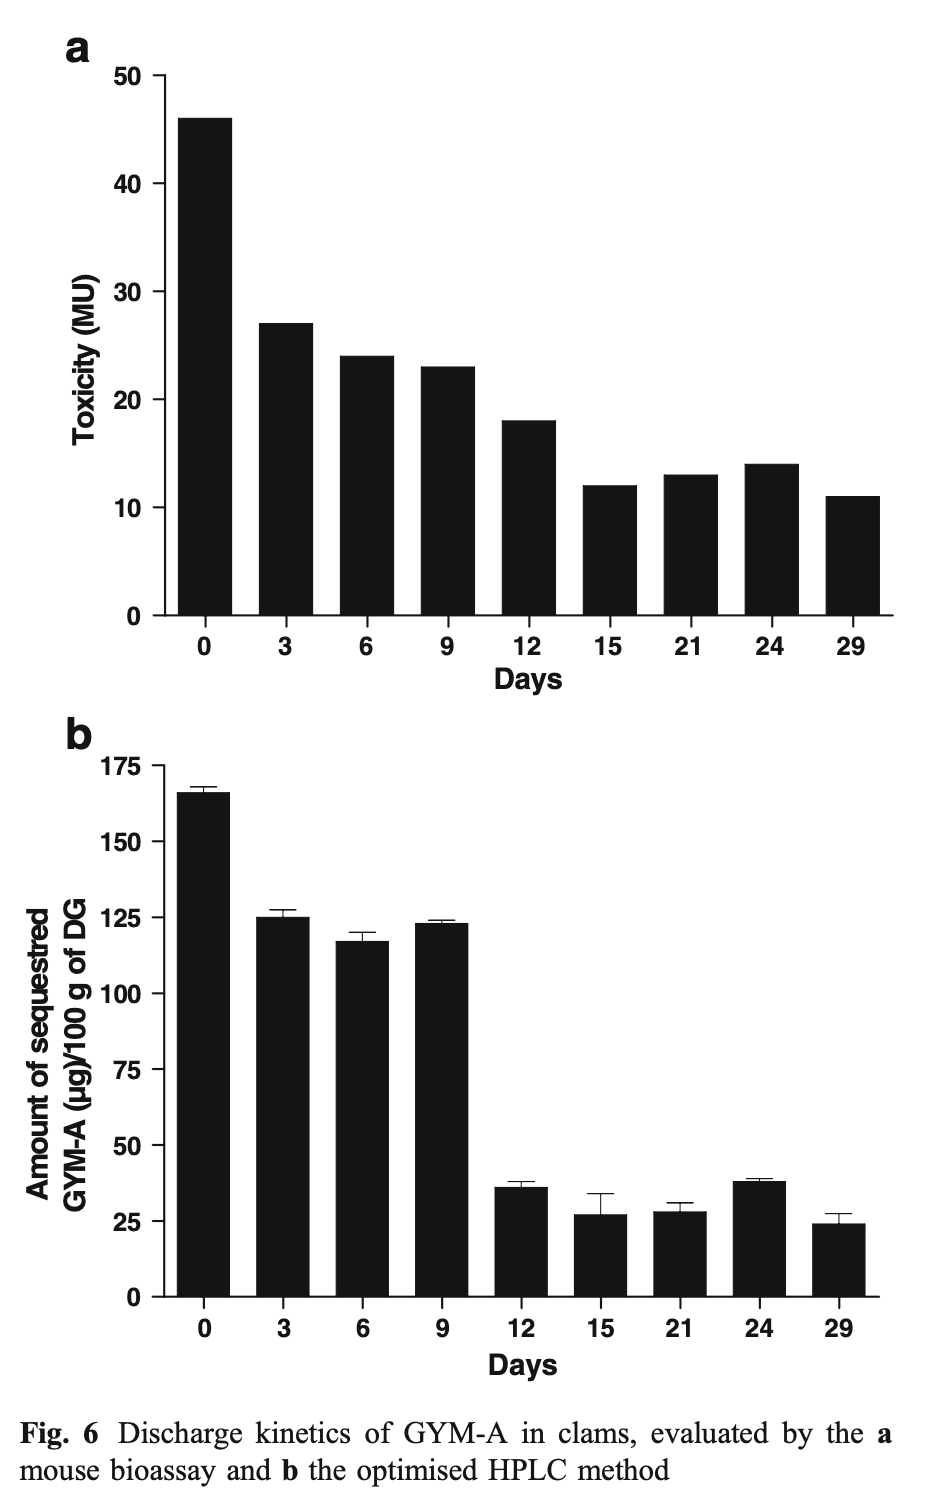 a
50
40
30
20
10
0
Toxicity (MU)
0 3 6 9 12 15 21 24 29
Days
b
175
150
125
100
75
50
25
0
Amount of sequestred
GYM-A (µg)/100 g of DG
0 3 6 9 12 15 21 24 29
Days
Fig. 6 Discharge kinetics of GYM-A in clams, evaluated by the a
mouse bioassay and b the optimised HPLC method